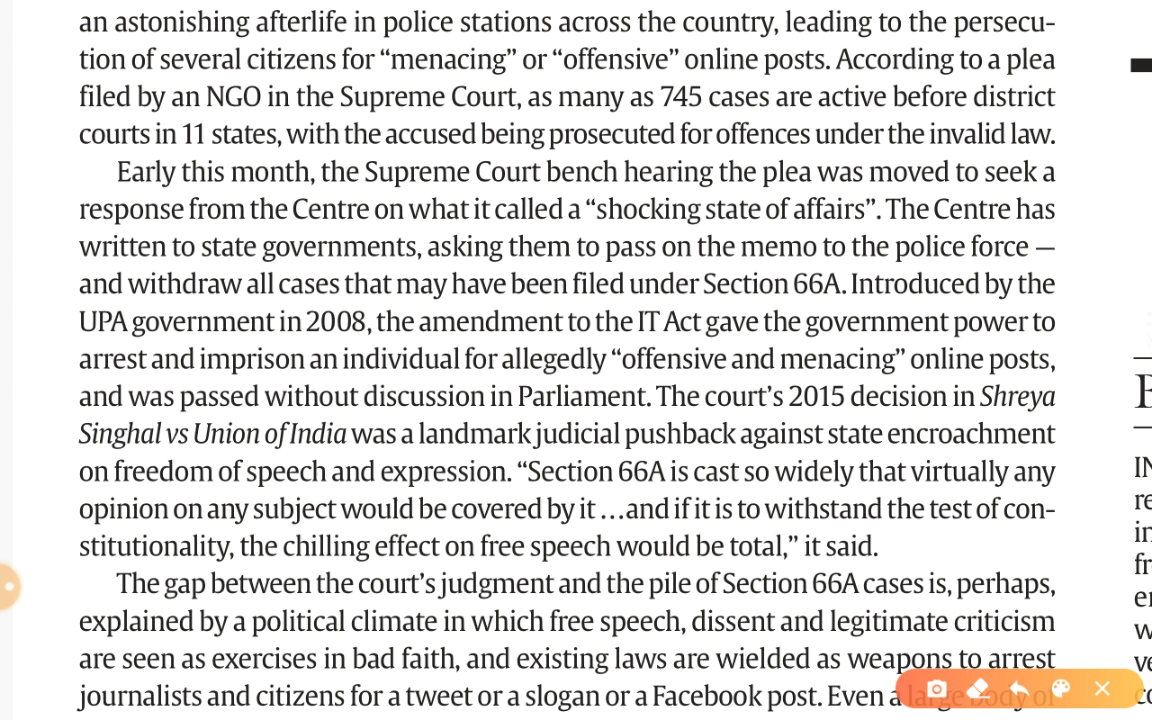 an astonishing afterlife in police stations across the country, leading to the persecu-
tion of several citizens for “menacing” or “offensive” online posts. According to a plea
filed by an NGO in the Supreme Court, as many as 745 cases are active before district
courts in 11 states, with the accused being prosecuted for offences under the invalid law.
Early this month, the Supreme Court bench hearing the plea was moved to seek a
response from the Centre on what it called a “shocking state of affairs”. The Centre has
written to state governments, asking them to pass on the memo to the police force —
and withdraw all cases that may have been filed under Section 66A. Introduced by the
UPA government in 2008, the amendment to the IT Act gave the government power to
arrest and imprison an individual for allegedly “offensive and menacing” online posts,
and was passed without discussion in Parliament. The court’s 2015 decision in Shreya
Singhal vs Union of India was a landmark judicial pushback against state encroachment
on freedom of speech and expression. “Section 66A is cast so widely that virtually any
opinion on any subject would be covered by it ...and if it is to withstand the test of con-
stitutionality, the chilling effect on free speech would be total,” it said.
The gap between the court’s judgment and the pile of Section 66A cases is, perhaps,
explained by a political climate in which free speech, dissent and legitimate criticism
are seen as exercises in bad faith, and existing laws are wielded as weapons to arrest
journalists and citizens for a tweet or a slogan or a Facebook post. Even a large body of